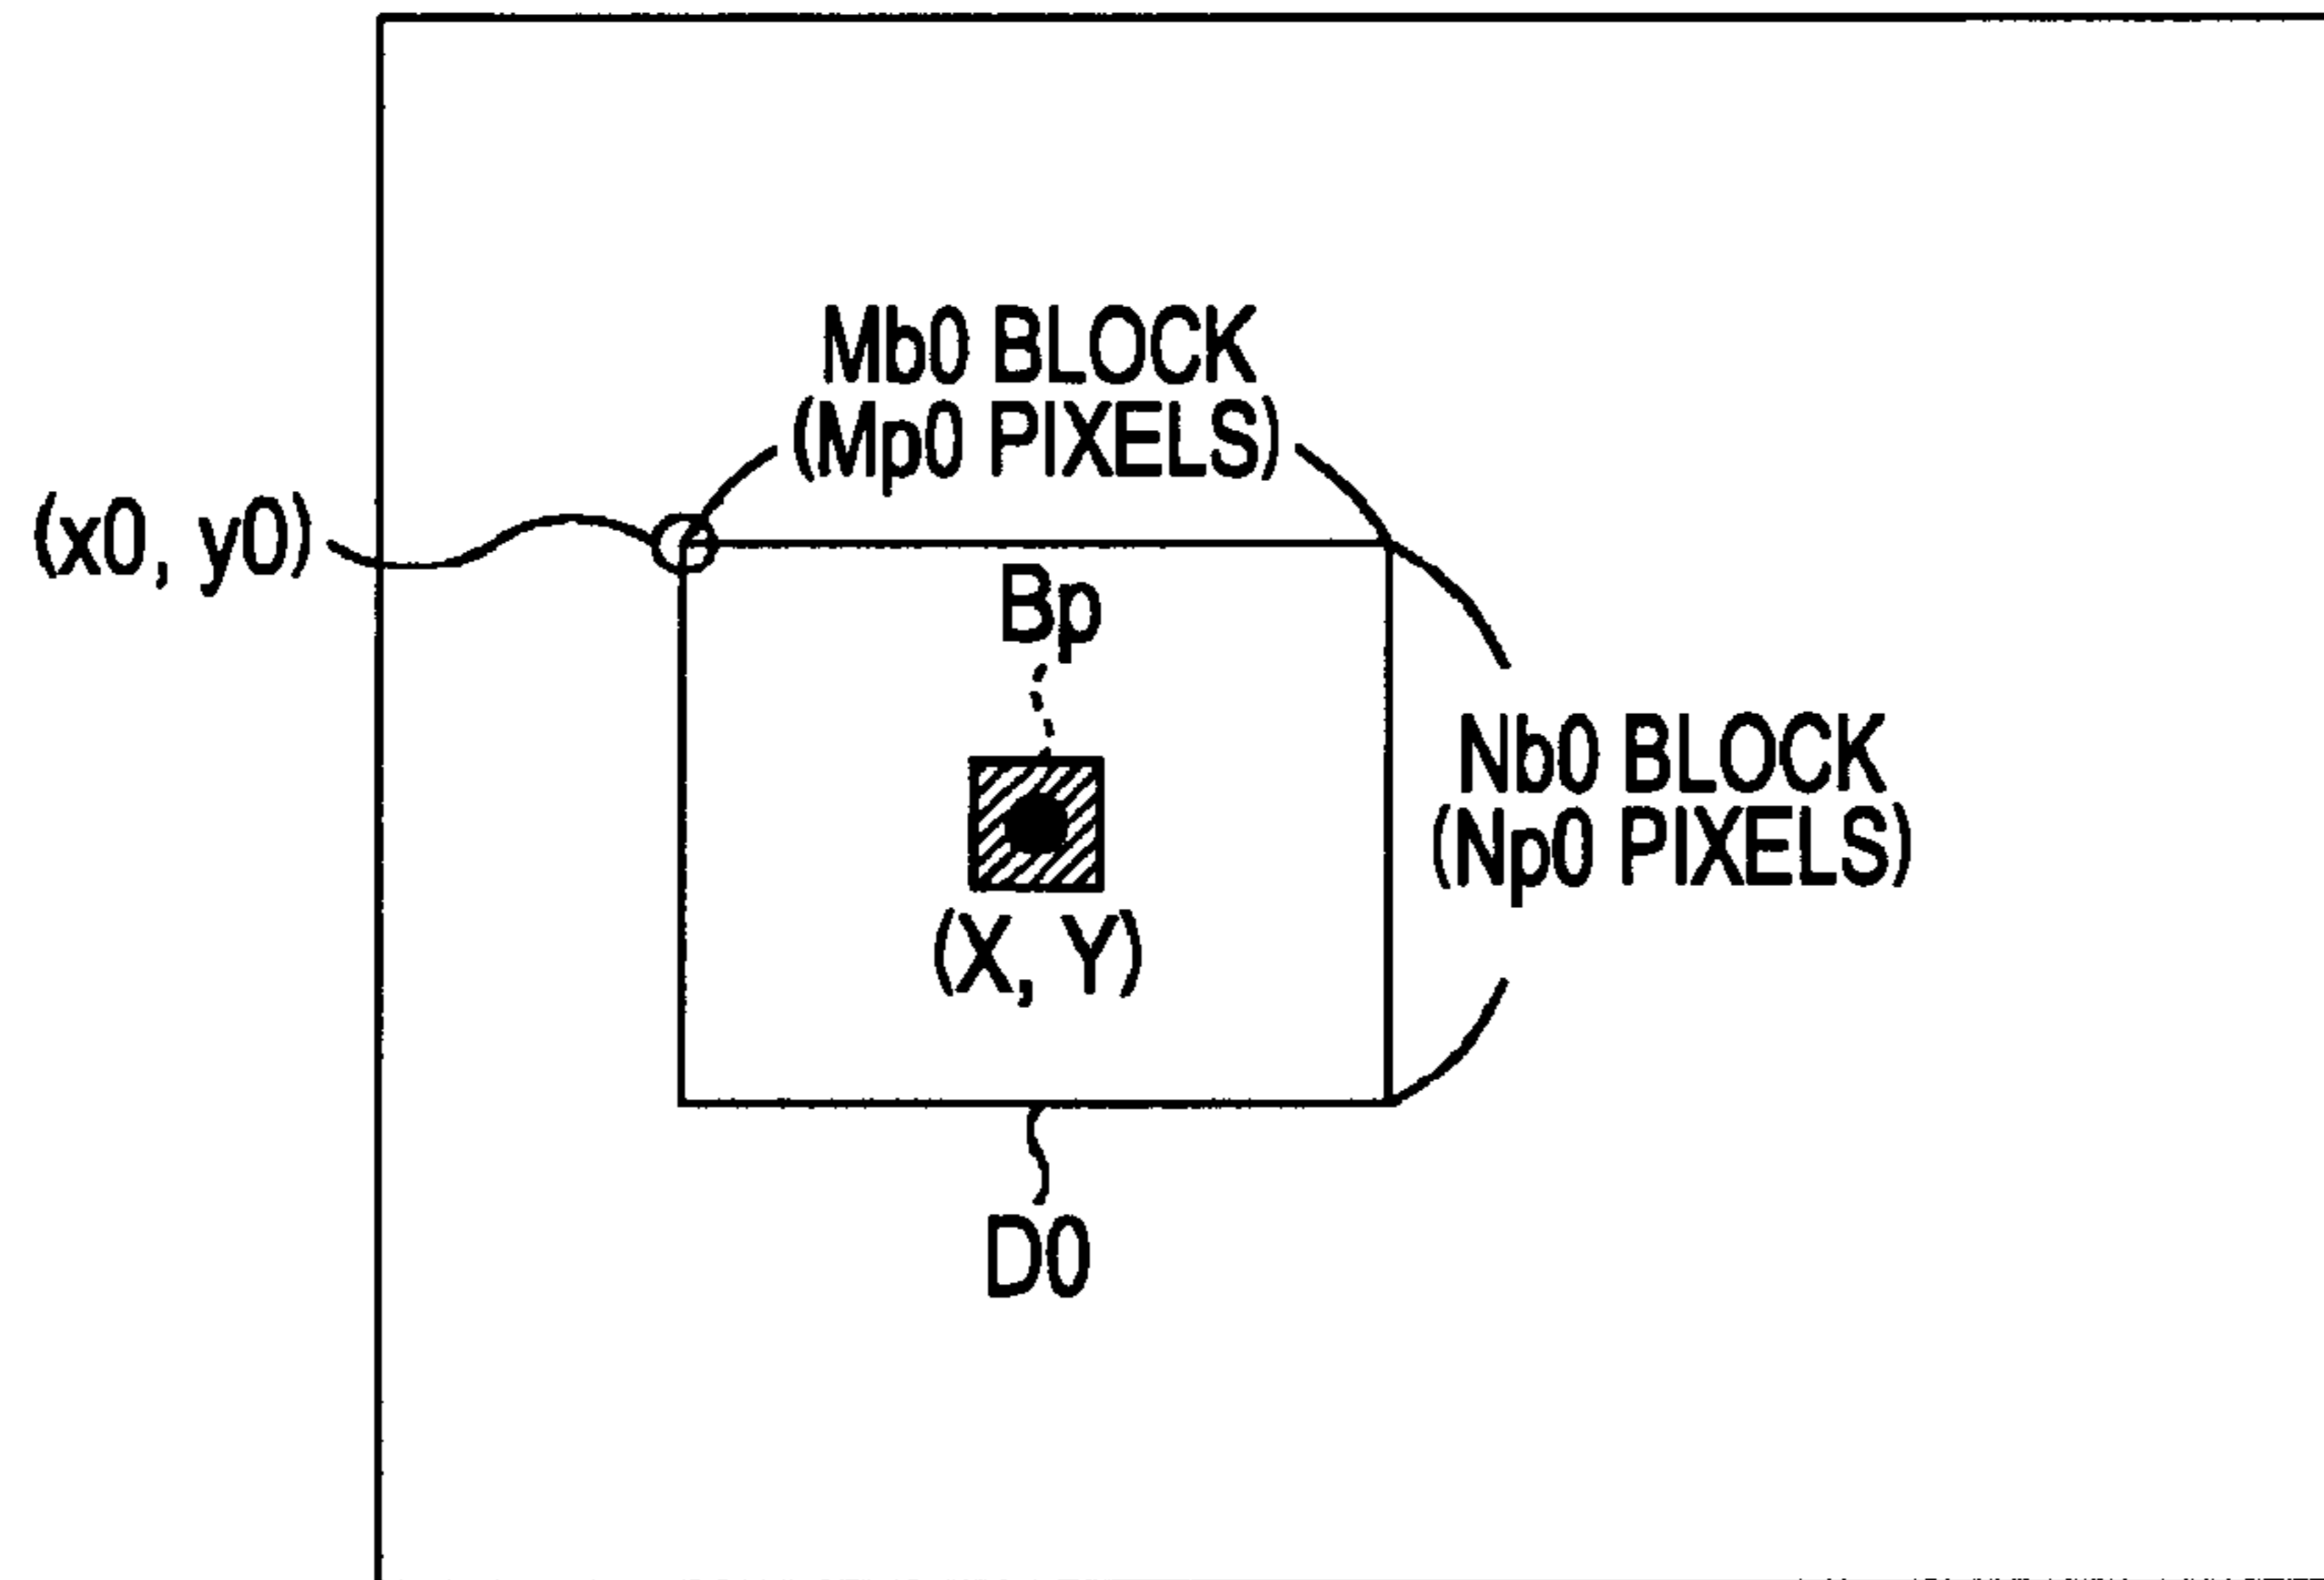 Mb0 BLOCK
(Mp0 PIXELS)
(x0, y0)
Bp
Nb0 BLOCK
(Np0 PIXELS)
(X, Y)
D0